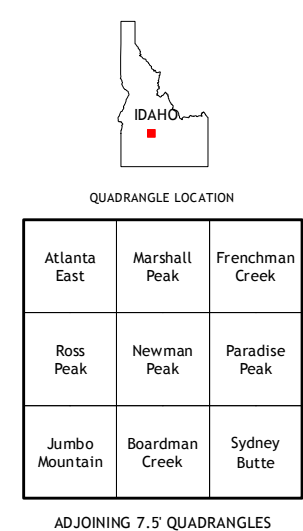 IDAHO
QUADRANGLE LOCATION
Atlanta
East
Marshall
Peak
Frenchman
Creek
Ross
Peak
Newman
Peak
Paradise
Peak
Jumbo
Mountain
Boardman
Creek
Sydney
Butte
ADJOINING 7.5' QUADRANGLES